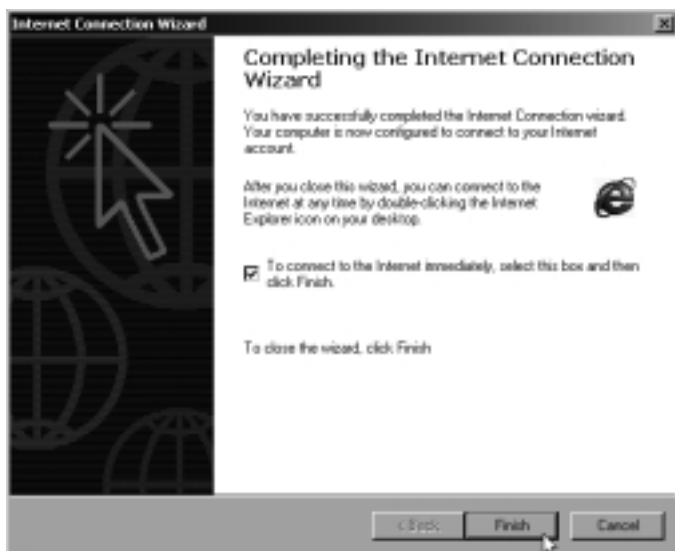 Internet Connection Wizard
Completing the Internet Connection
Wizard
You have successfully completed the Internet Connection wizard.
Your computer is now configured to connect to your Internet
account.
After you close this wizard, you can connect to the
Internet at any time by double-clicking the Internet
Explorer icon on your desktop.
To connect to the Internet immediately, select this box and then
click Finish.
To close the wizard, click Finish
< Back
Finish
Cancel